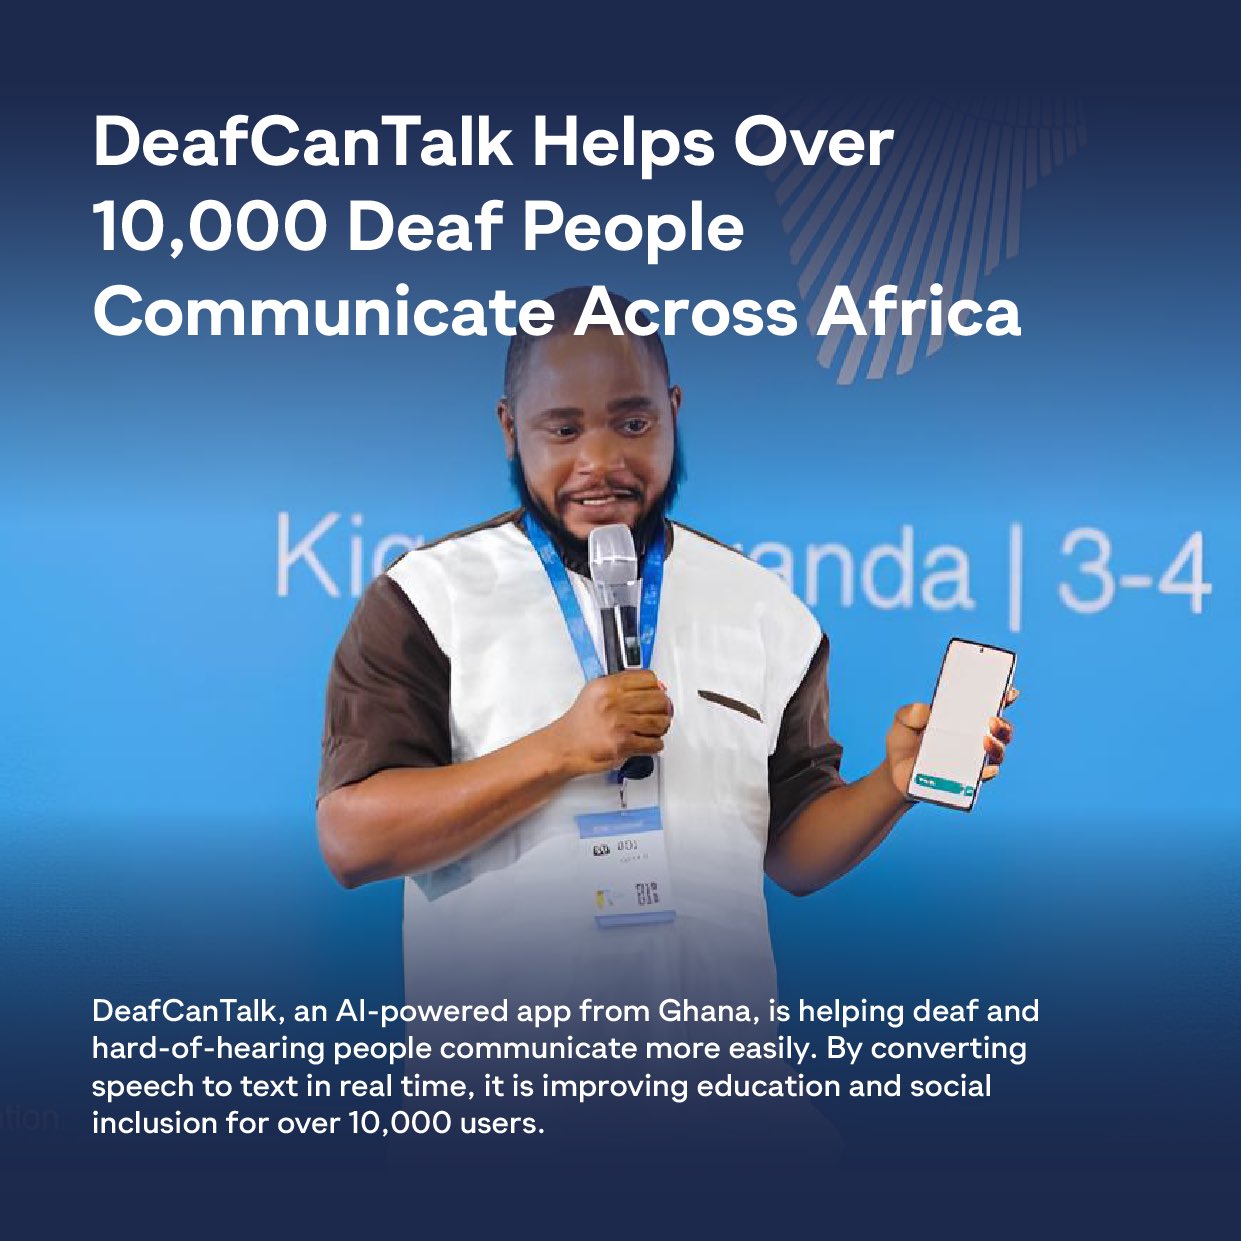 DeafCanTalk Helps Over
10,000 Deaf People
Communicate Across Africa
| 3-4
DeafCanTalk, an AI-powered app from Ghana, is helping deaf and
hard-of-hearing people communicate more easily. By converting
speech to text in real time, it is improving education and social
inclusion for over 10,000 users.